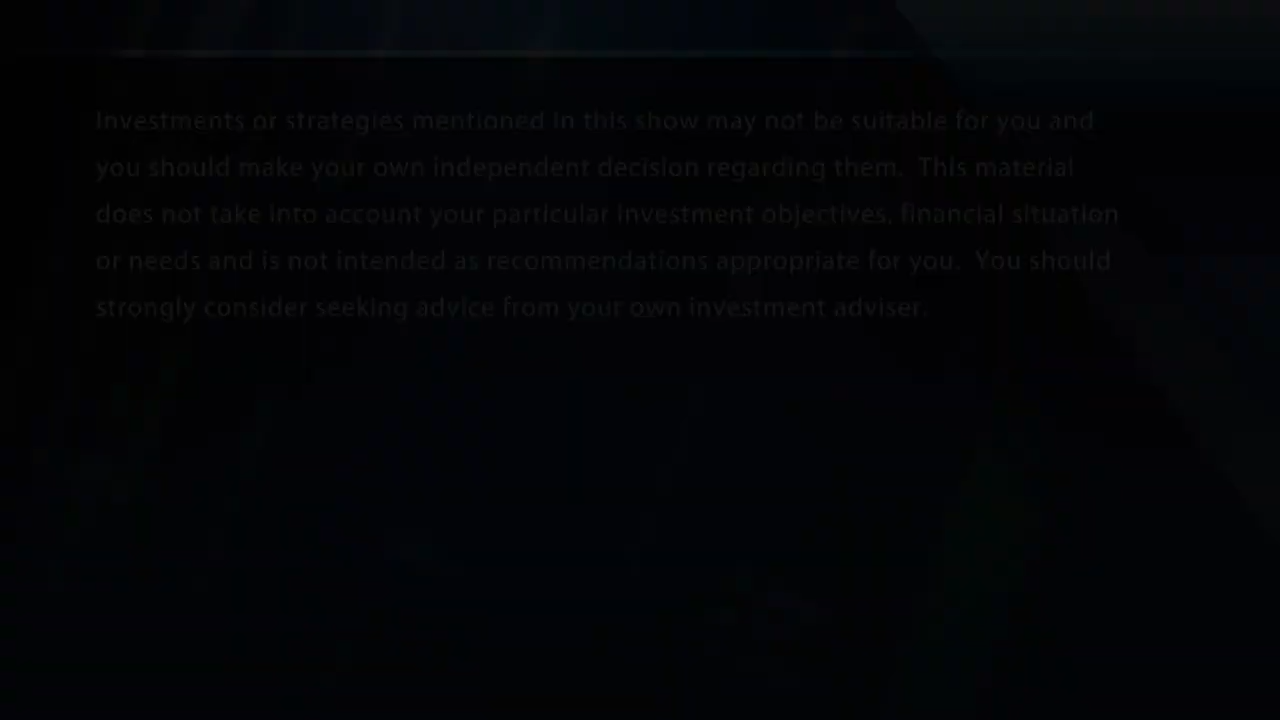 Investments or strategies mentioned in this show may not be suitable for you and
you should make your own independent decision regarding them.  This material
does not take into account your particular investment objectives, financial situation
or needs and is not intended as recommendations appropriate for you.  You should
strongly consider seeking advice from your own investment adviser.